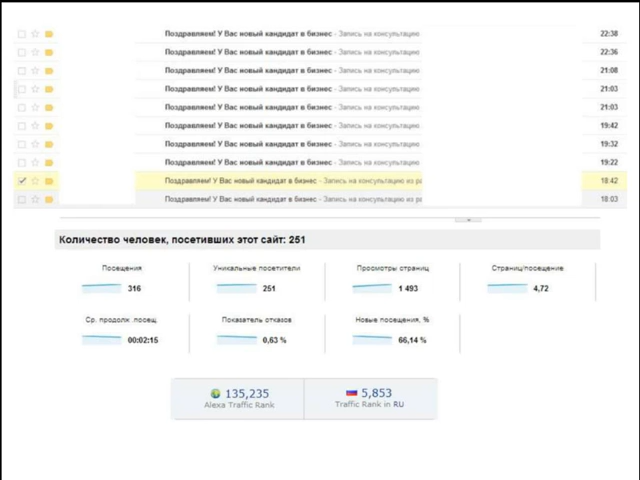 Поздравляем! У Вас новый кандидат в бизнес - Запись на консультацию 22:38
Поздравляем! У Вас новый кандидат в бизнес - Запись на консультацию 22:36
Поздравляем! У Вас новый кандидат в бизнес - Запись на консультацию 21:08
Поздравляем! У Вас новый кандидат в бизнес - Запись на консультацию 21:03
Поздравляем! У Вас новый кандидат в бизнес - Запись на консультацию 21:03
Поздравляем! У Вас новый кандидат в бизнес - Запись на консультацию 19:42
Поздравляем! У Вас новый кандидат в бизнес - Запись на консультацию 19:32
Поздравляем! У Вас новый кандидат в бизнес - Запись на консультацию 19:22
Поздравляем! У Вас новый кандидат в бизнес - Запись на консультацию из ра 18:42
Поздравляем! У Вас новый кандидат в бизнес - Запись на консультацию из ра 18:03
Количество человек, посетивших этот сайт: 251
Посещения Уникальные посетители Просмотры страниц Страниц/посещение
316 251 1 493 4,72
Ср. продолж. посещ. Показатель отказов Новые посещения, %
00:02:15 0,63 % 66,14 %
135,235 5,853
Alexa Traffic Rank Traffic Rank in RU